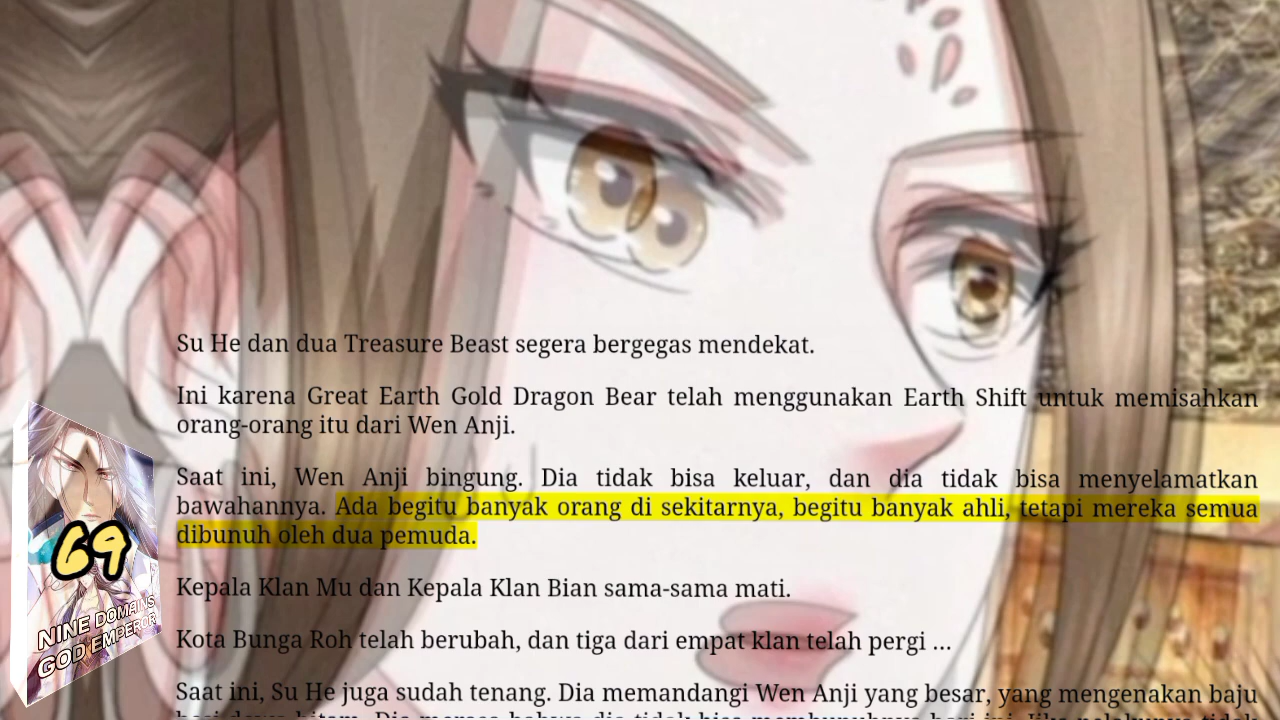 Su He dan dua Treasure Beast segera bergegas mendekat.
Ini karena Great Earth Gold Dragon Bear telah menggunakan Earth Shift untuk memisahkan
orang-orang itu dari Wen Anji.
Saat ini, Wen Anji bingung. Dia tidak bisa keluar, dan dia tidak bisa menyelamatkan
bawahannya. Ada begitu banyak orang di sekitarnya, begitu banyak ahli, tetapi mereka semua
dibunuh oleh dua pemuda.
Kepala Klan Mu dan Kepala Klan Bian sama-sama mati.
Kota Bunga Roh telah berubah, dan tiga dari empat klan telah pergi ...
Saat ini, Su He juga sudah tenang. Dia memandangi Wen Anji yang besar, yang mengenakan baju
69
NINE DOMAINS
GOD EMPEROR